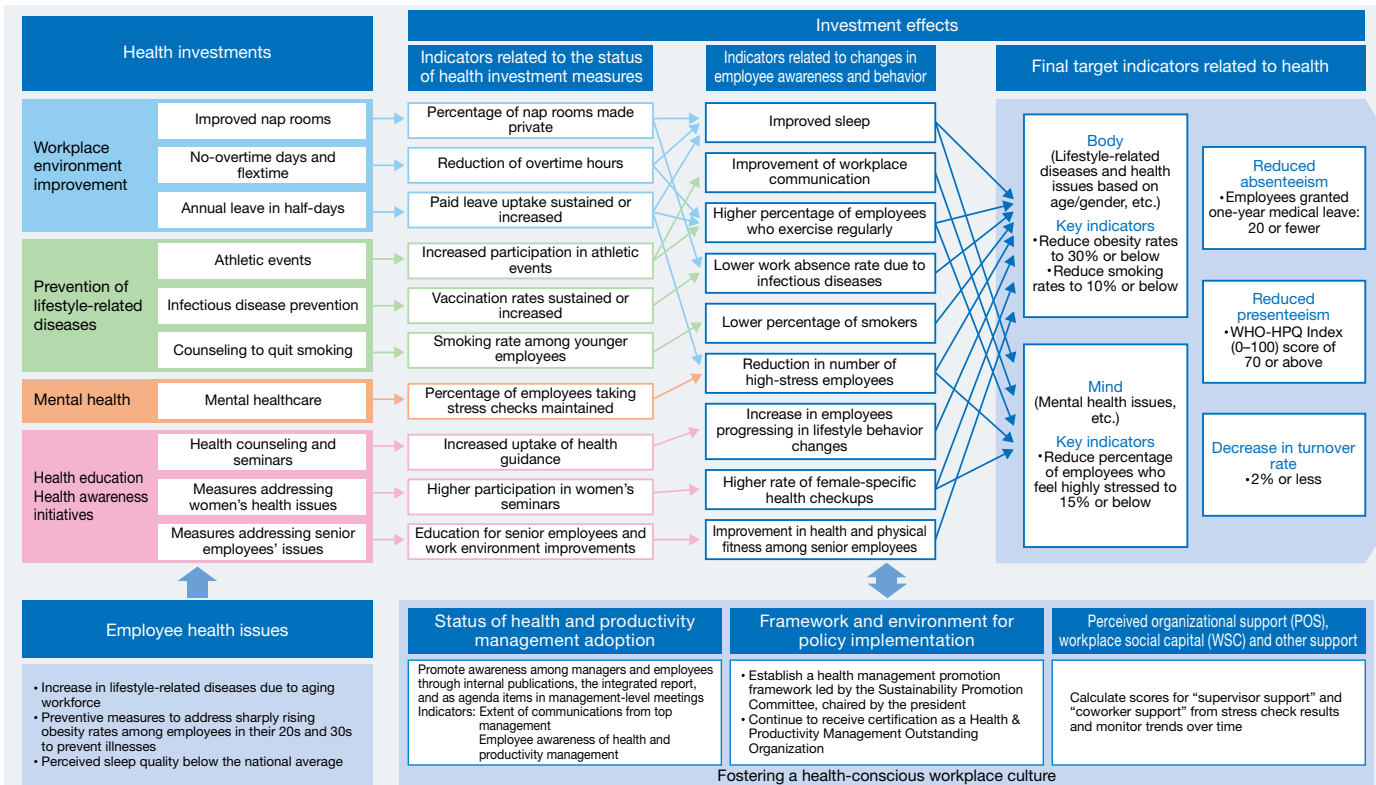 Health investments
Investment effects
Indicators related to the status
of health investment measures
Indicators related to changes in
employee awareness and behavior
Final target indicators related to health
Workplace
environment
improvement
Improved nap rooms
No-overtime days and
flextime
Annual leave in half-days
Prevention of
lifestyle-related
diseases
Athletic events
Infectious disease prevention
Counseling to quit smoking
Mental health
Mental healthcare
Health education
Health awareness
initiatives
Health counseling and
seminars
Measures addressing
women’s health issues
Measures addressing senior
employees’ issues
Percentage of nap rooms made
private
Reduction of overtime hours
Paid leave uptake sustained or
increased
Increased participation in athletic
events
Vaccination rates sustained or
increased
Smoking rate among younger
employees
Percentage of employees taking
stress checks maintained
Increased uptake of health
guidance
Higher participation in women’s
seminars
Education for senior employees and
work environment improvements
Improved sleep
Improvement of workplace
communication
Higher percentage of employees
who exercise regularly
Lower work absence rate due to
infectious diseases
Lower percentage of smokers
Reduction in number of
high-stress employees
Increase in employees
progressing in lifestyle behavior
changes
Higher rate of female-specific
health checkups
Improvement in health and physical
fitness among senior employees
Body
(Lifestyle-related
diseases and health
issues based on
age/gender, etc.)
Key indicators
•Reduce obesity rates
to 30% or below
•Reduce smoking
rates to 10% or below
Mind
(Mental health issues,
etc.)
Key indicators
•Reduce percentage
of employees who
feel highly stressed to
15% or below
Reduced
absenteeism
•Employees granted
one-year medical leave:
20 or fewer
Reduced
presenteeism
•WHO-HPQ Index
(0–100) score of
70 or above
Decrease in turnover
rate
•2% or less
Employee health issues
• Increase in lifestyle-related diseases due to aging
workforce
• Preventive measures to address sharply rising
obesity rates among employees in their 20s and 30s
to prevent illnesses
• Perceived sleep quality below the national average
Status of health and productivity
management adoption
Promote awareness among managers and employees
through internal publications, the integrated report,
and as agenda items in management-level meetings
Indicators: Extent of communications from top
management
Employee awareness of health and
productivity management
Framework and environment for
policy implementation
• Establish a health management promotion
framework led by the Sustainability Promotion
Committee, chaired by the president
• Continue to receive certification as a Health &
Productivity Management Outstanding
Organization
Perceived organizational support (POS),
workplace social capital (WSC) and other support
Calculate scores for “supervisor support” and
“coworker support” from stress check results
and monitor trends over time
Fostering a health-conscious workplace culture